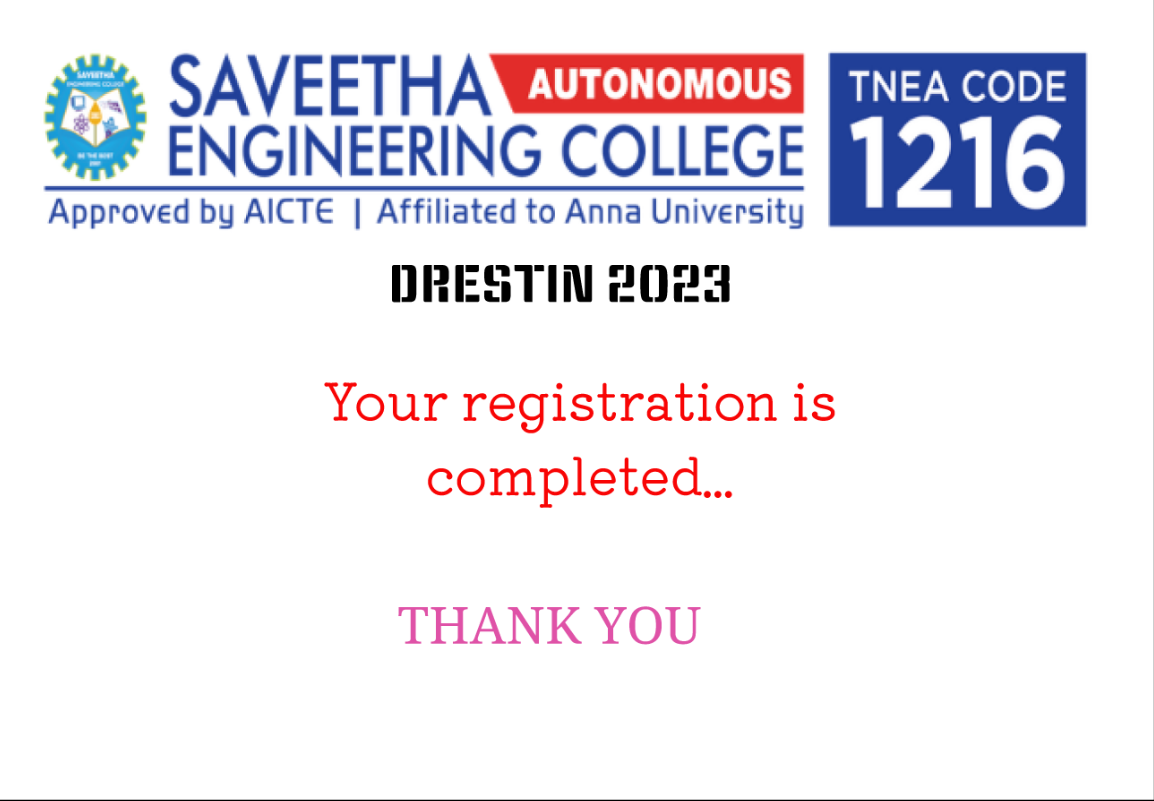 SAVEETHA AUTONOMOUS
ENGINEERING COLLEGE
Approved by AICTE | Affiliated to Anna University
TNEA CODE
1216
SAVEETHA
ENGINEERING COLLEGE
BE THE BEST
2001
DRESTIN 2023
Your registration is
completed...
THANK YOU